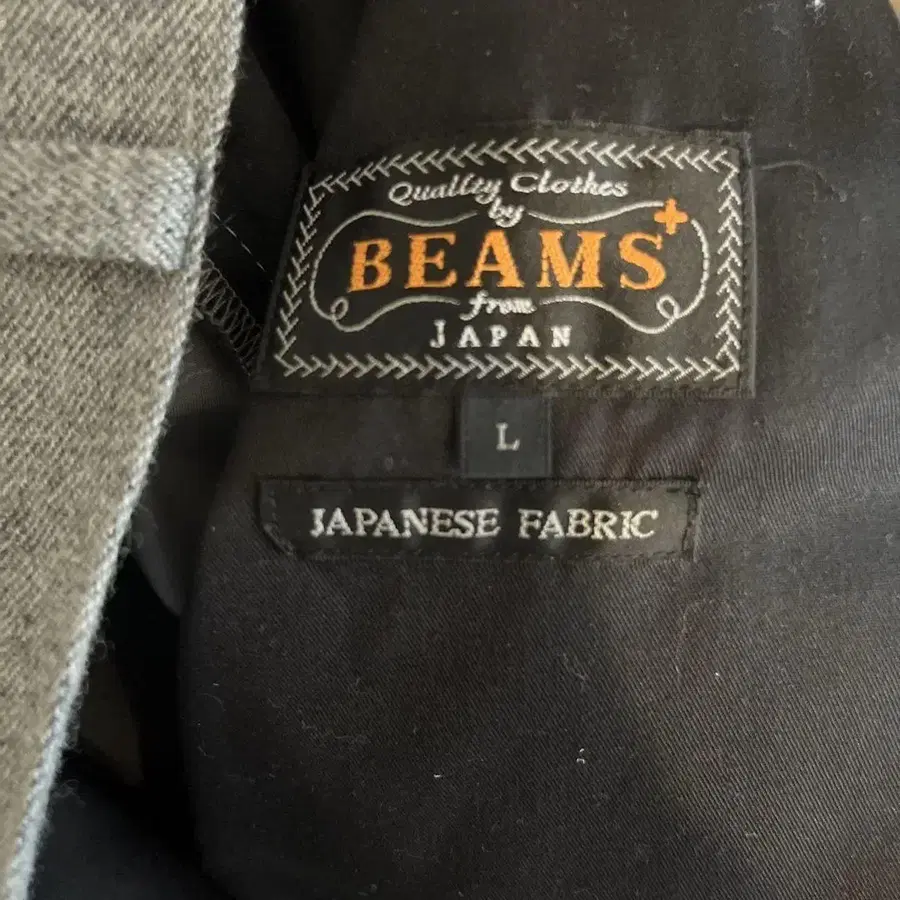 Quality Clothes
by
BEAMS+
from
JAPAN
L
JAPANESE FABRIC